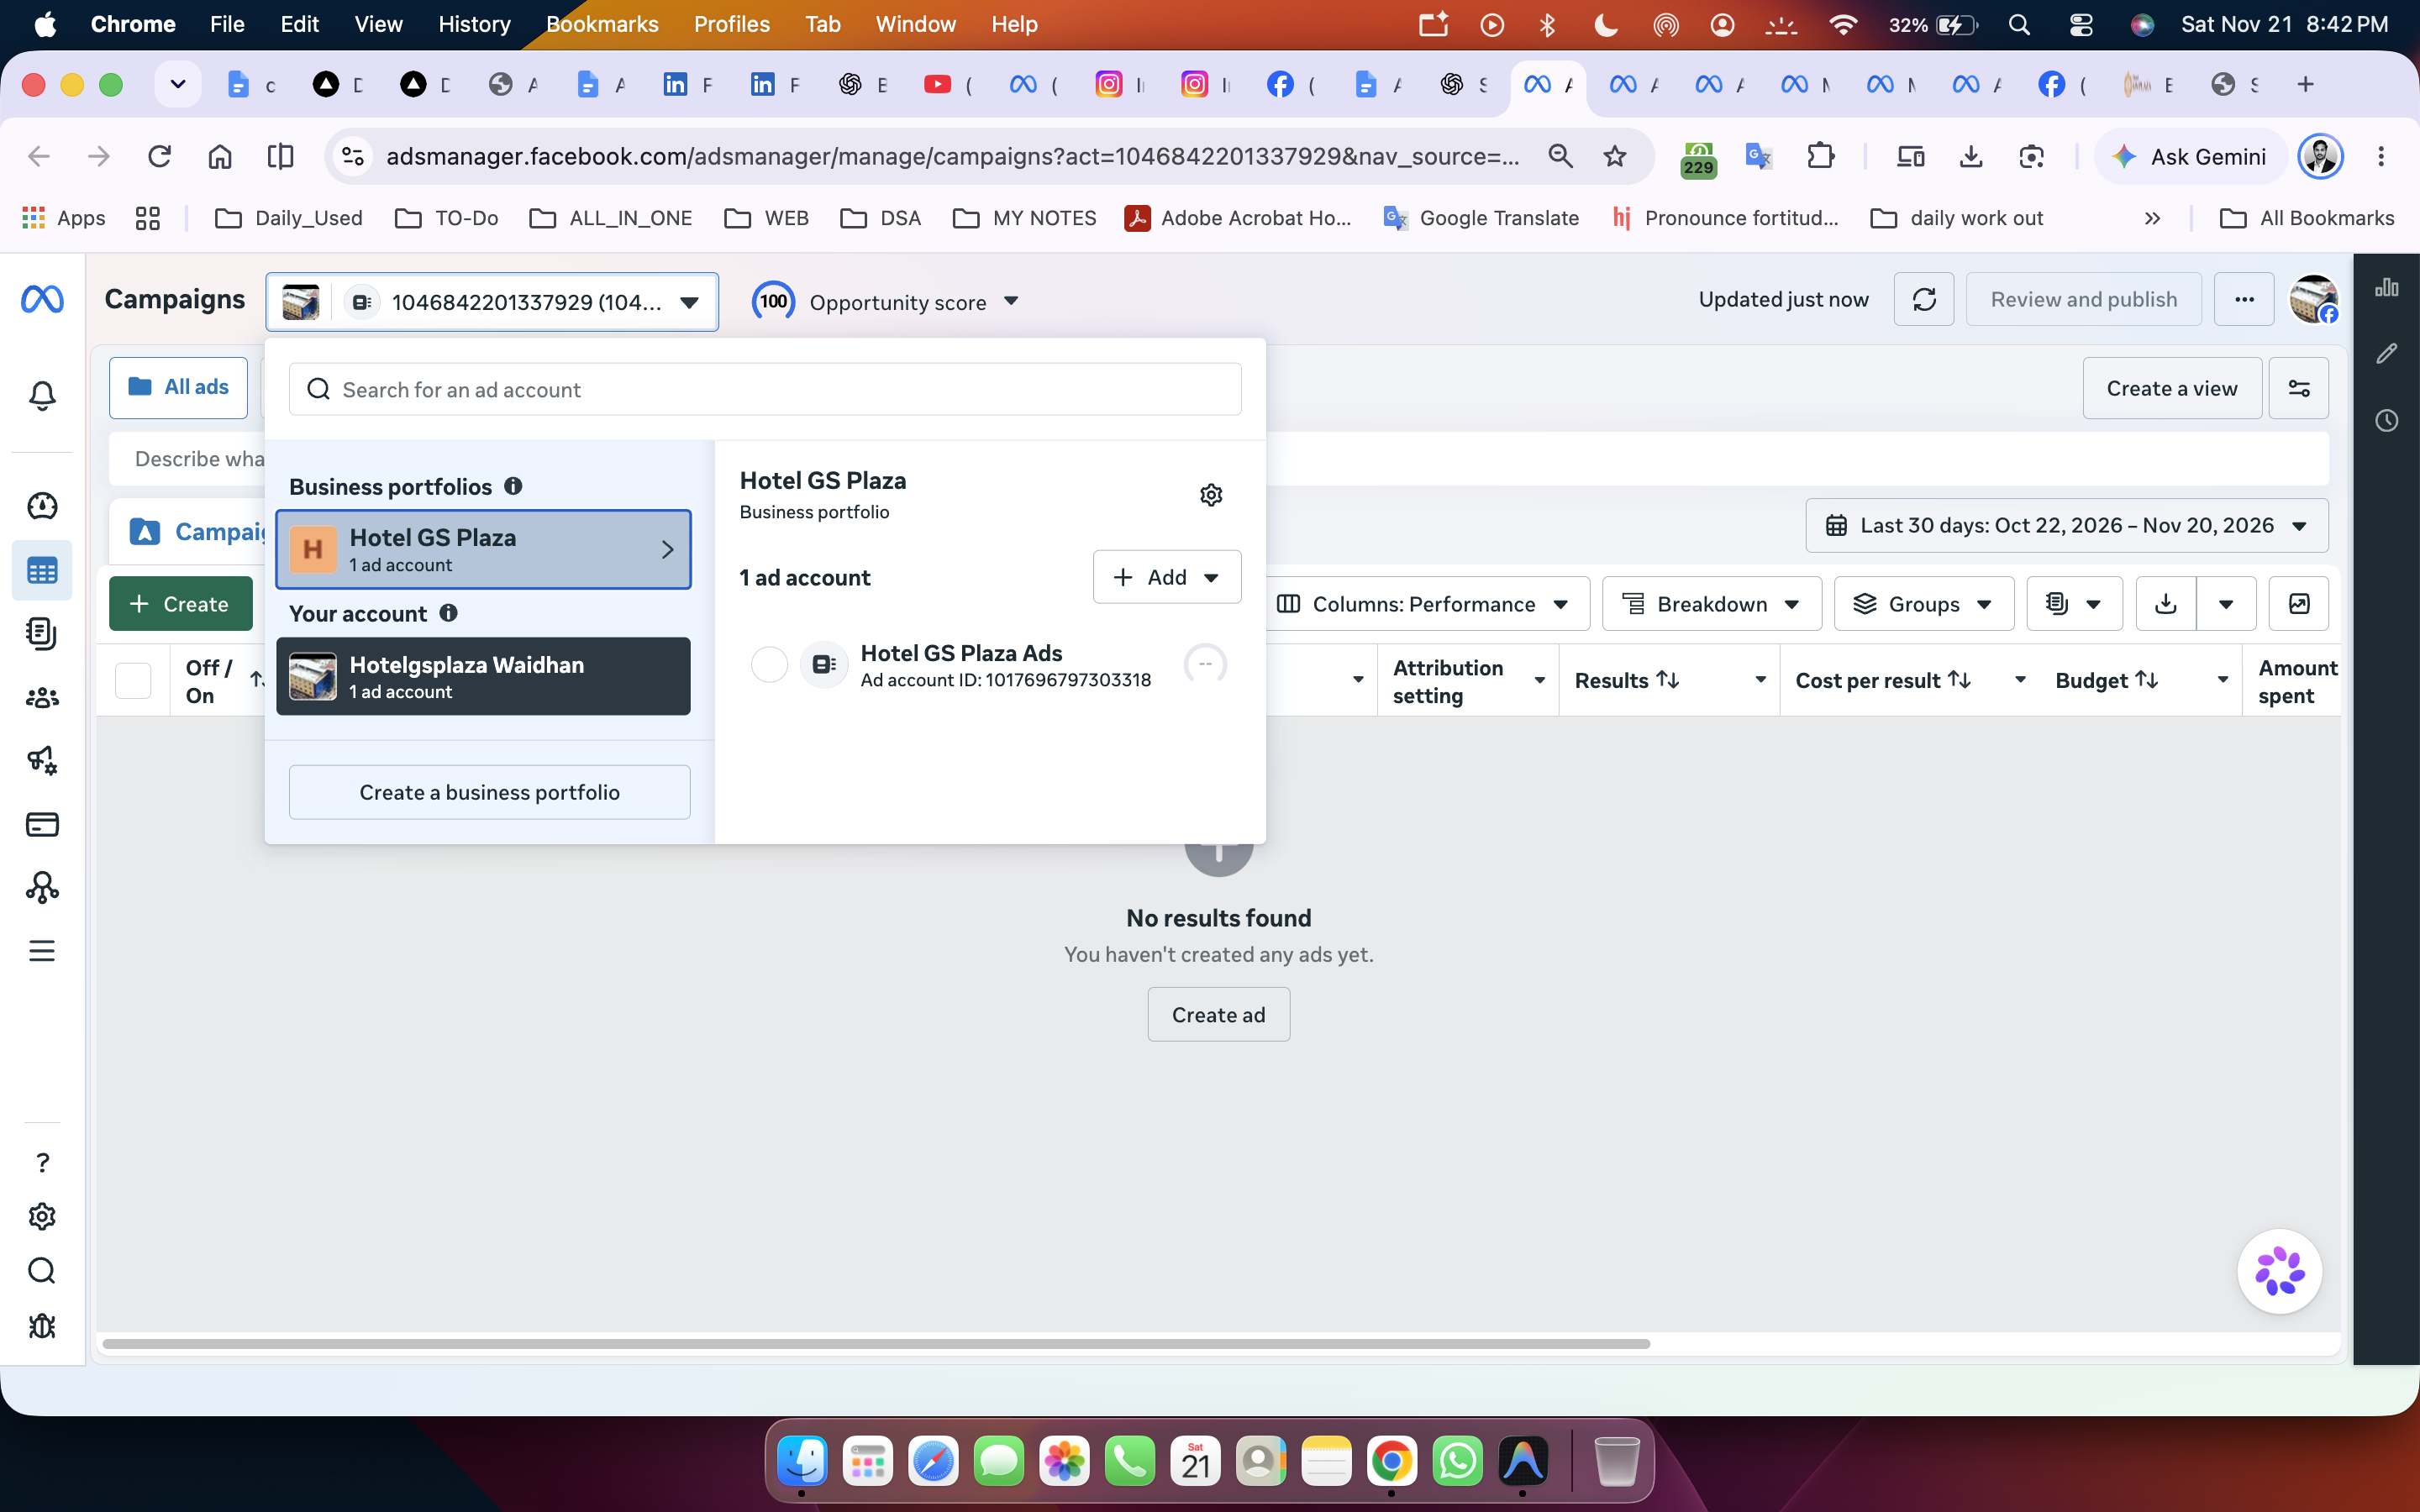 Chrome File Edit View History Bookmarks Profiles Tab Window Help 32% Sat Nov 21 8:42 PM
c D D A A F F E ( ( I I ( A S A A A M M A ( E S
adsmanager.facebook.com/adsmanager/manage/campaigns?act=1046842201337929&nav_source=... 229 Ask Gemini
Apps Daily_Used TO-Do ALL_IN_ONE WEB DSA MY NOTES Adobe Acrobat Ho... Google Translate Pronounce fortitud... daily work out All Bookmarks
Campaigns 1046842201337929 (104... 100 Opportunity score Updated just now Review and publish
All ads Search for an ad account Create a view
Describe wha
Business portfolios
Hotel GS Plaza
1 ad account
Your account
Hotelgsplaza Waidhan
1 ad account
Create a business portfolio
Hotel GS Plaza
Business portfolio
1 ad account Add
Hotel GS Plaza Ads
Ad account ID: 1017696797303318 --
Campaig Last 30 days: Oct 22, 2026 – Nov 20, 2026
Create Columns: Performance Breakdown Groups
Off / On Attribution setting Results Cost per result Budget Amount spent
No results found
You haven't created any ads yet.
Create ad
Sat
21